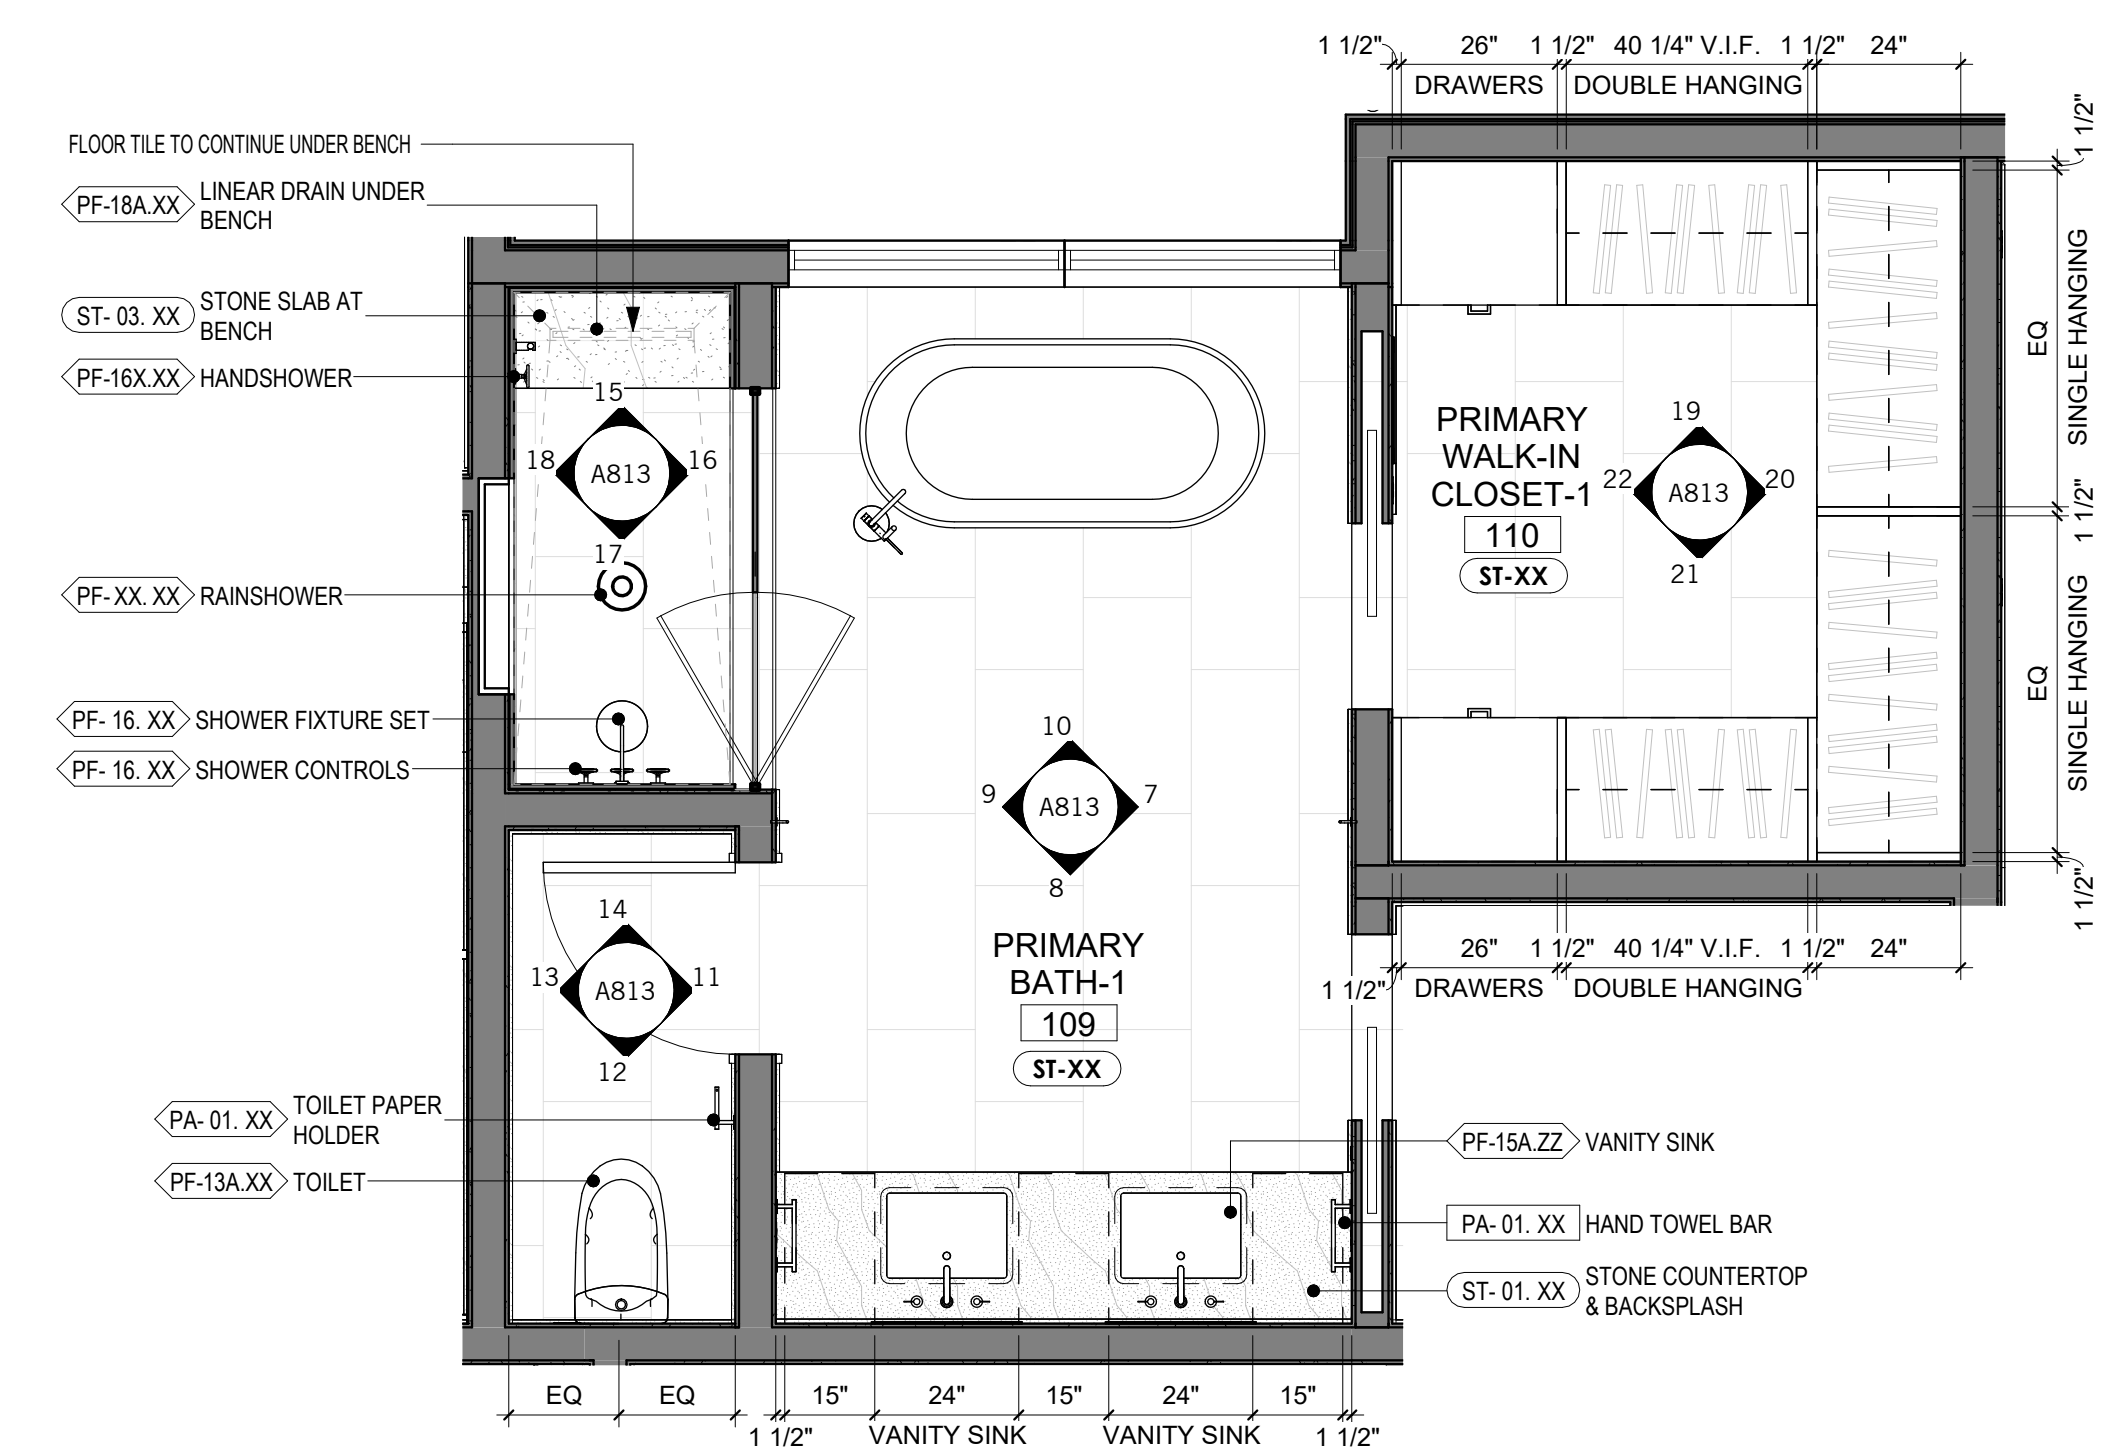 1 1/2" 26" 1 1/2" 40 1/4" V.I.F. 1 1/2" 24"
DRAWERS DOUBLE HANGING
1 1/2"
SINGLE HANGING
EQ
1 1/2"
SINGLE HANGING
EQ
1 1/2"
FLOOR TILE TO CONTINUE UNDER BENCH
PF-18A.XX LINEAR DRAIN UNDER
BENCH
ST- 03. XX STONE SLAB AT
BENCH
PF-16X.XX HANDSHOWER
15
18 A813 16
17
PF- XX. XX RAINSHOWER
PF- 16. XX SHOWER FIXTURE SET
PF- 16. XX SHOWER CONTROLS
PRIMARY
WALK-IN
CLOSET-1
110
ST-XX
19
22 A813 20
21
10
9 A813 7
8
PRIMARY
BATH-1
109
ST-XX
14
13 A813 11
12
26" 1 1/2" 40 1/4" V.I.F. 1 1/2" 24"
1 1/2" DRAWERS DOUBLE HANGING
PA- 01. XX TOILET PAPER
HOLDER
PF-13A.XX TOILET
PF-15A.ZZ VANITY SINK
PA- 01. XX HAND TOWEL BAR
ST- 01. XX STONE COUNTERTOP
& BACKSPLASH
EQ EQ 15" 24" 15" 24" 15"
1 1/2" VANITY SINK VANITY SINK 1 1/2"